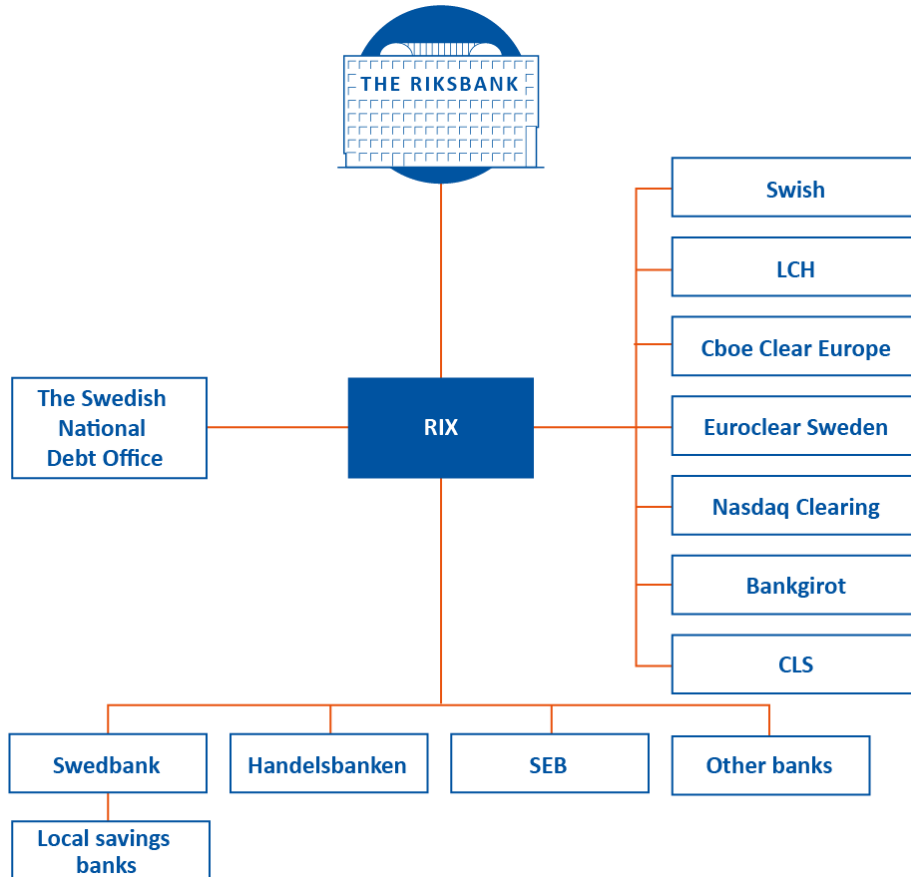 THE RIKSBANK
Swish
LCH
Cboe Clear Europe
The Swedish
National
Debt Office
RIX
Euroclear Sweden
Nasdaq Clearing
Bankgirot
CLS
Swedbank
Handelsbanken
SEB
Other banks
Local savings
banks